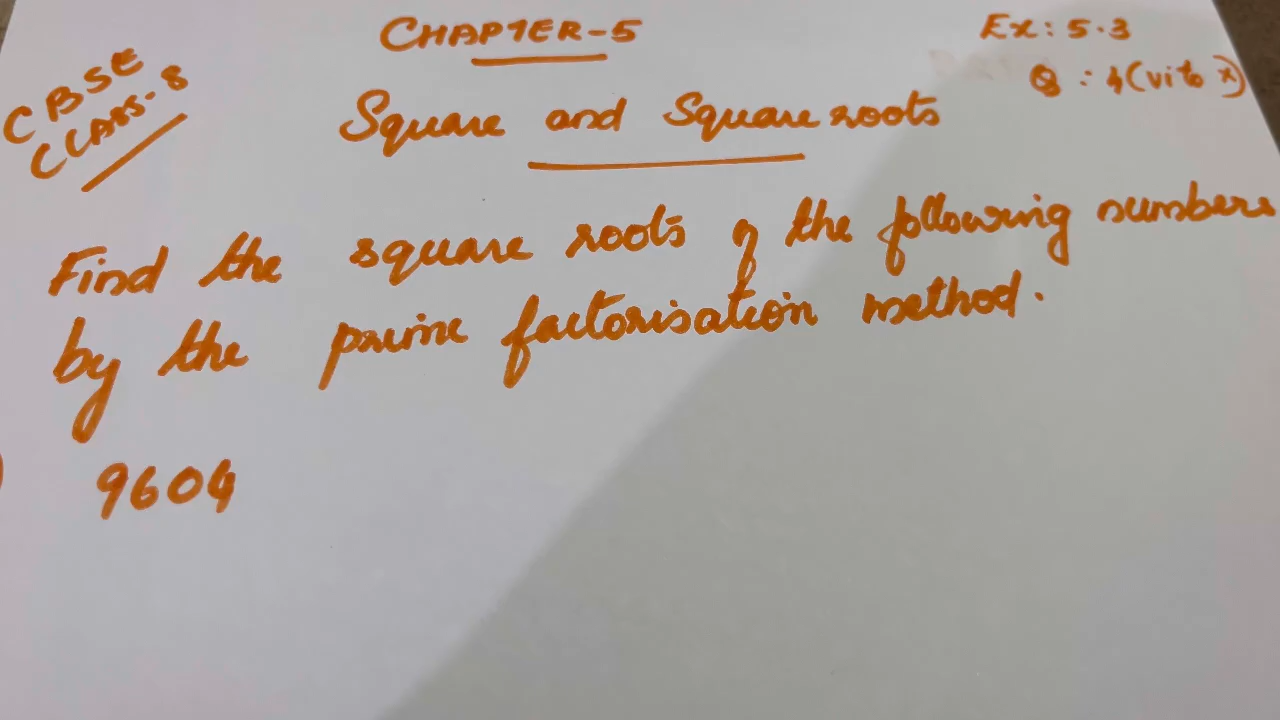 CHAPTER-5
Ex: 5.3
Q : 4(vi to x)
CBSE
CLASS-8
Square and Square roots
Find the square roots of the following numbers
by the prime factorisation method.
) 9604